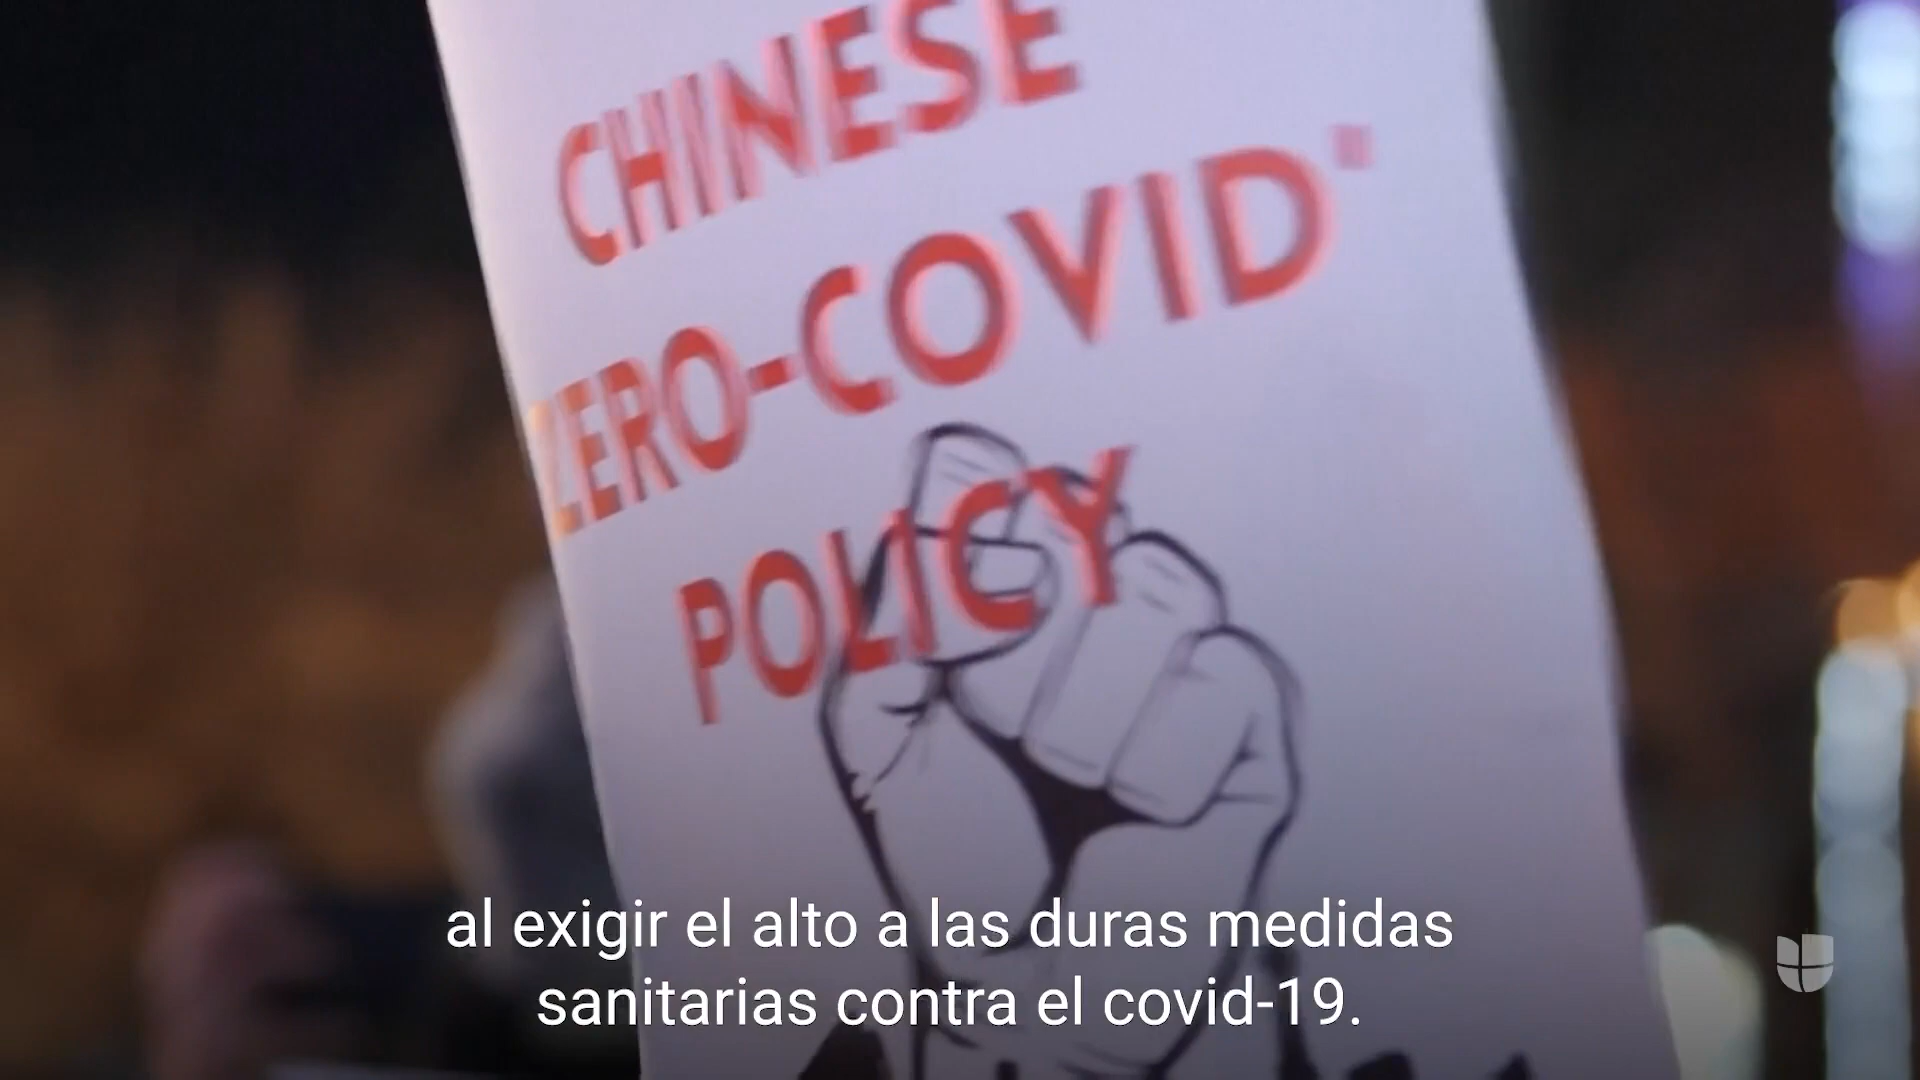 CHINESE
ZERO-COVID"
POLICY
al exigir el alto a las duras medidas
sanitarias contra el covid-19.